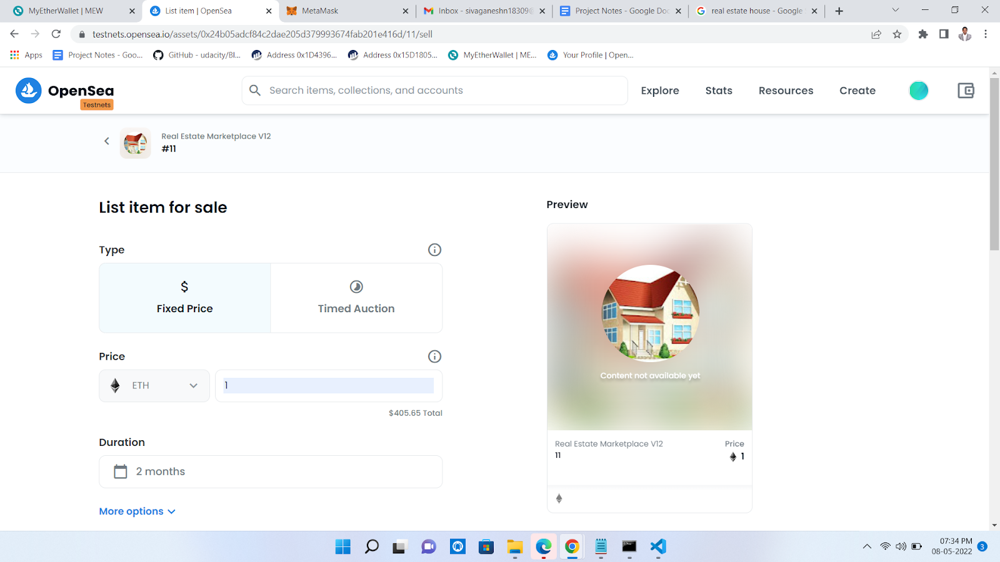 MyEtherWallet | MEW
List item | OpenSea
MetaMask
Inbox - sivaganeshn18309@
Project Notes - Google Doc
real estate house - Google
testnets.opensea.io/assets/0x24b05adcf84c2dae205d379993674fab201e416d/11/sell
Apps
Project Notes - Goo...
GitHub - udacity/Bl...
Address 0x1D4396...
Address 0x15D1805...
MyEtherWallet | ME...
Your Profile | Open...
OpenSea
Testnets
Search items, collections, and accounts
Explore
Stats
Resources
Create
Real Estate Marketplace V12
#11
List item for sale
Preview
Type
$
Fixed Price
Timed Auction
Price
ETH
1
$405.65 Total
Content not available yet
Duration
2 months
Real Estate Marketplace V12
Price
11
1
More options
07:34 PM
08-05-2022
3